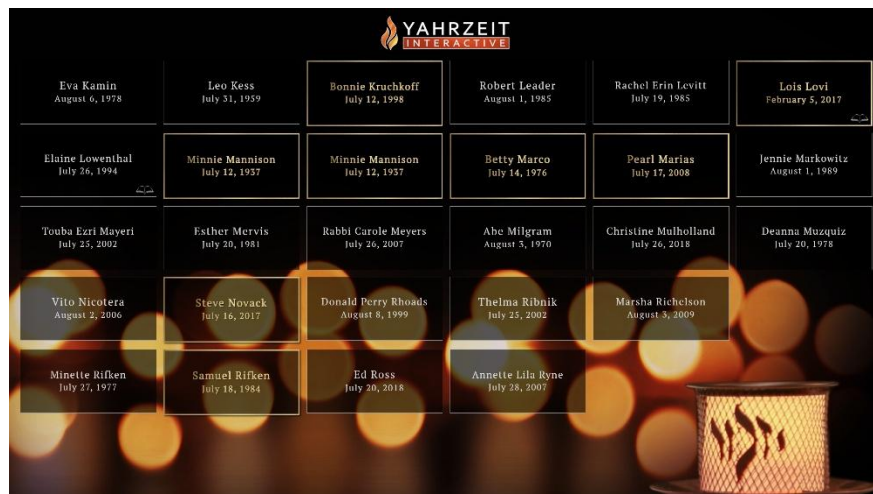 YAHRZEIT
INTERACTIVE
Eva Kamin
August 6, 1978
Leo Kess
July 31, 1959
Bonnie Kruchkoff
July 12, 1998
Robert Leader
August 1, 1985
Rachel Erin Levitt
July 19, 1985
Lois Lovi
February 5, 2017
Elaine Lowenthal
July 26, 1994
Minnie Mannison
July 12, 1937
Minnie Mannison
July 12, 1937
Betty Marco
July 14, 1976
Pearl Marias
July 17, 2008
Jennie Markowitz
August 1, 1989
Touba Ezri Mayeri
July 25, 2002
Esther Mervis
July 20, 1981
Rabbi Carole Meyers
July 26, 2007
Abe Milgram
August 3, 1970
Christine Mulholland
July 26, 2018
Deanna Muzquiz
July 20, 1978
Vito Nicotera
August 2, 2006
Steve Novack
July 16, 2017
Donald Perry Rhoads
August 8, 1999
Thelma Ribnik
July 25, 2002
Marsha Richelson
August 3, 2009
Minette Rifken
July 27, 1977
Samuel Rifken
July 18, 1984
Ed Ross
July 20, 2018
Annette Lila Ryne
July 28, 2007